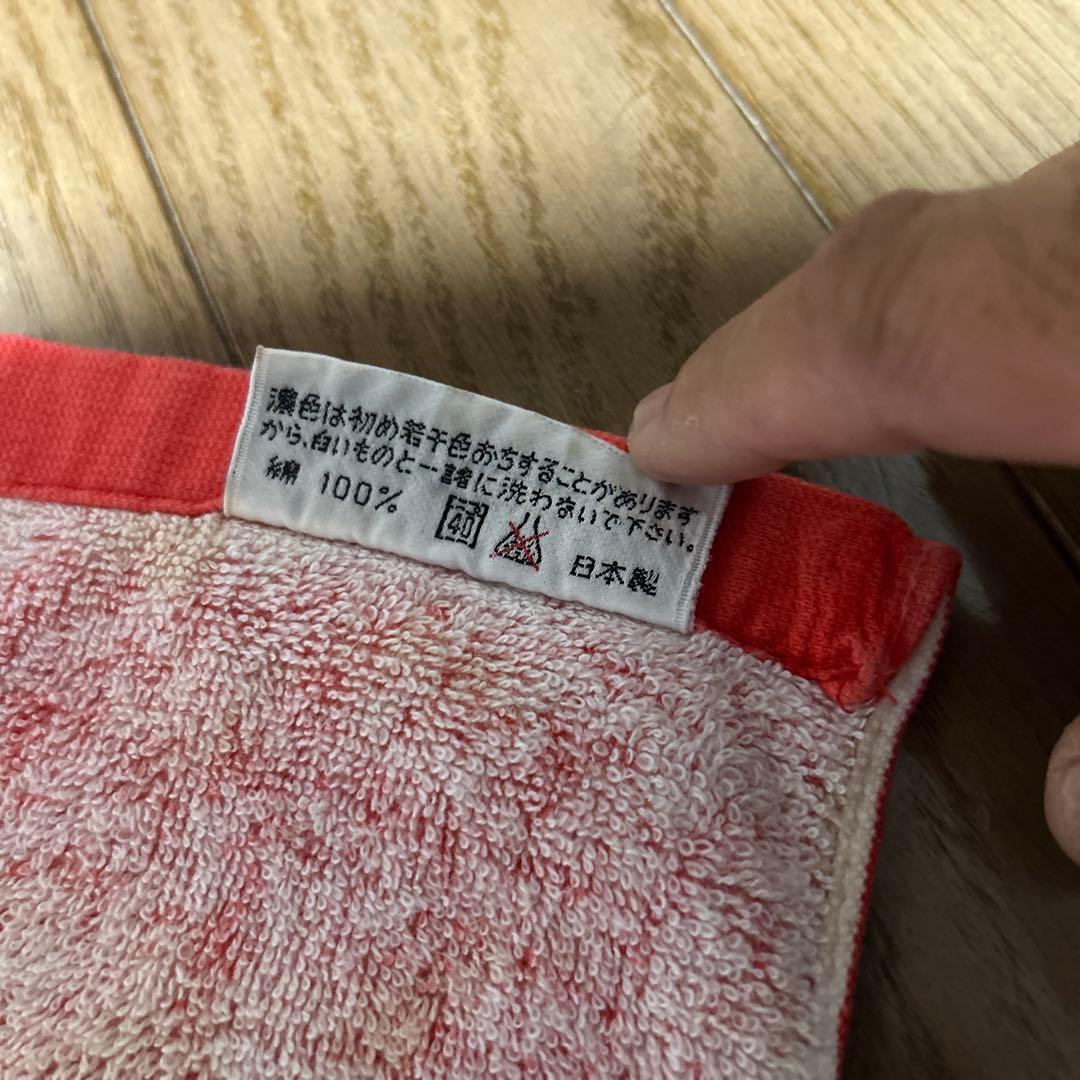 濃色は初め若干色おちすることがあります
から、白いものと一諸に洗わないで下さい。
綿 100% 40 日本製